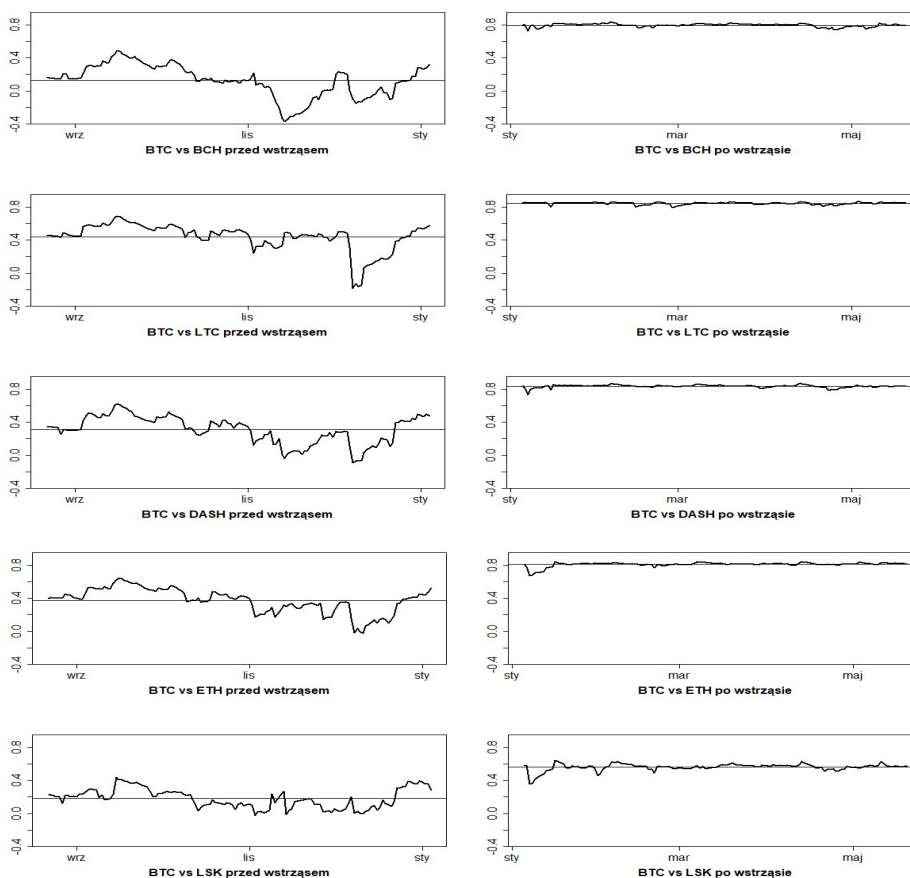 0.8
0.4
0.0
-0.4
wrz lis sty
BTC vs BCH przed wstrząsem
0.8
0.4
0.0
-0.4
sty mar maj
BTC vs BCH po wstrząsie
0.8
0.4
0.0
-0.4
wrz lis sty
BTC vs LTC przed wstrząsem
0.8
0.4
0.0
-0.4
sty mar maj
BTC vs LTC po wstrząsie
0.8
0.4
0.0
-0.4
wrz lis sty
BTC vs DASH przed wstrząsem
0.8
0.4
0.0
-0.4
sty mar maj
BTC vs DASH po wstrząsie
0.8
0.4
0.0
-0.4
wrz lis sty
BTC vs ETH przed wstrząsem
0.8
0.4
0.0
-0.4
sty mar maj
BTC vs ETH po wstrząsie
0.8
0.4
0.0
-0.4
wrz lis sty
BTC vs LSK przed wstrząsem
0.8
0.4
0.0
-0.4
sty mar maj
BTC vs LSK po wstrząsie